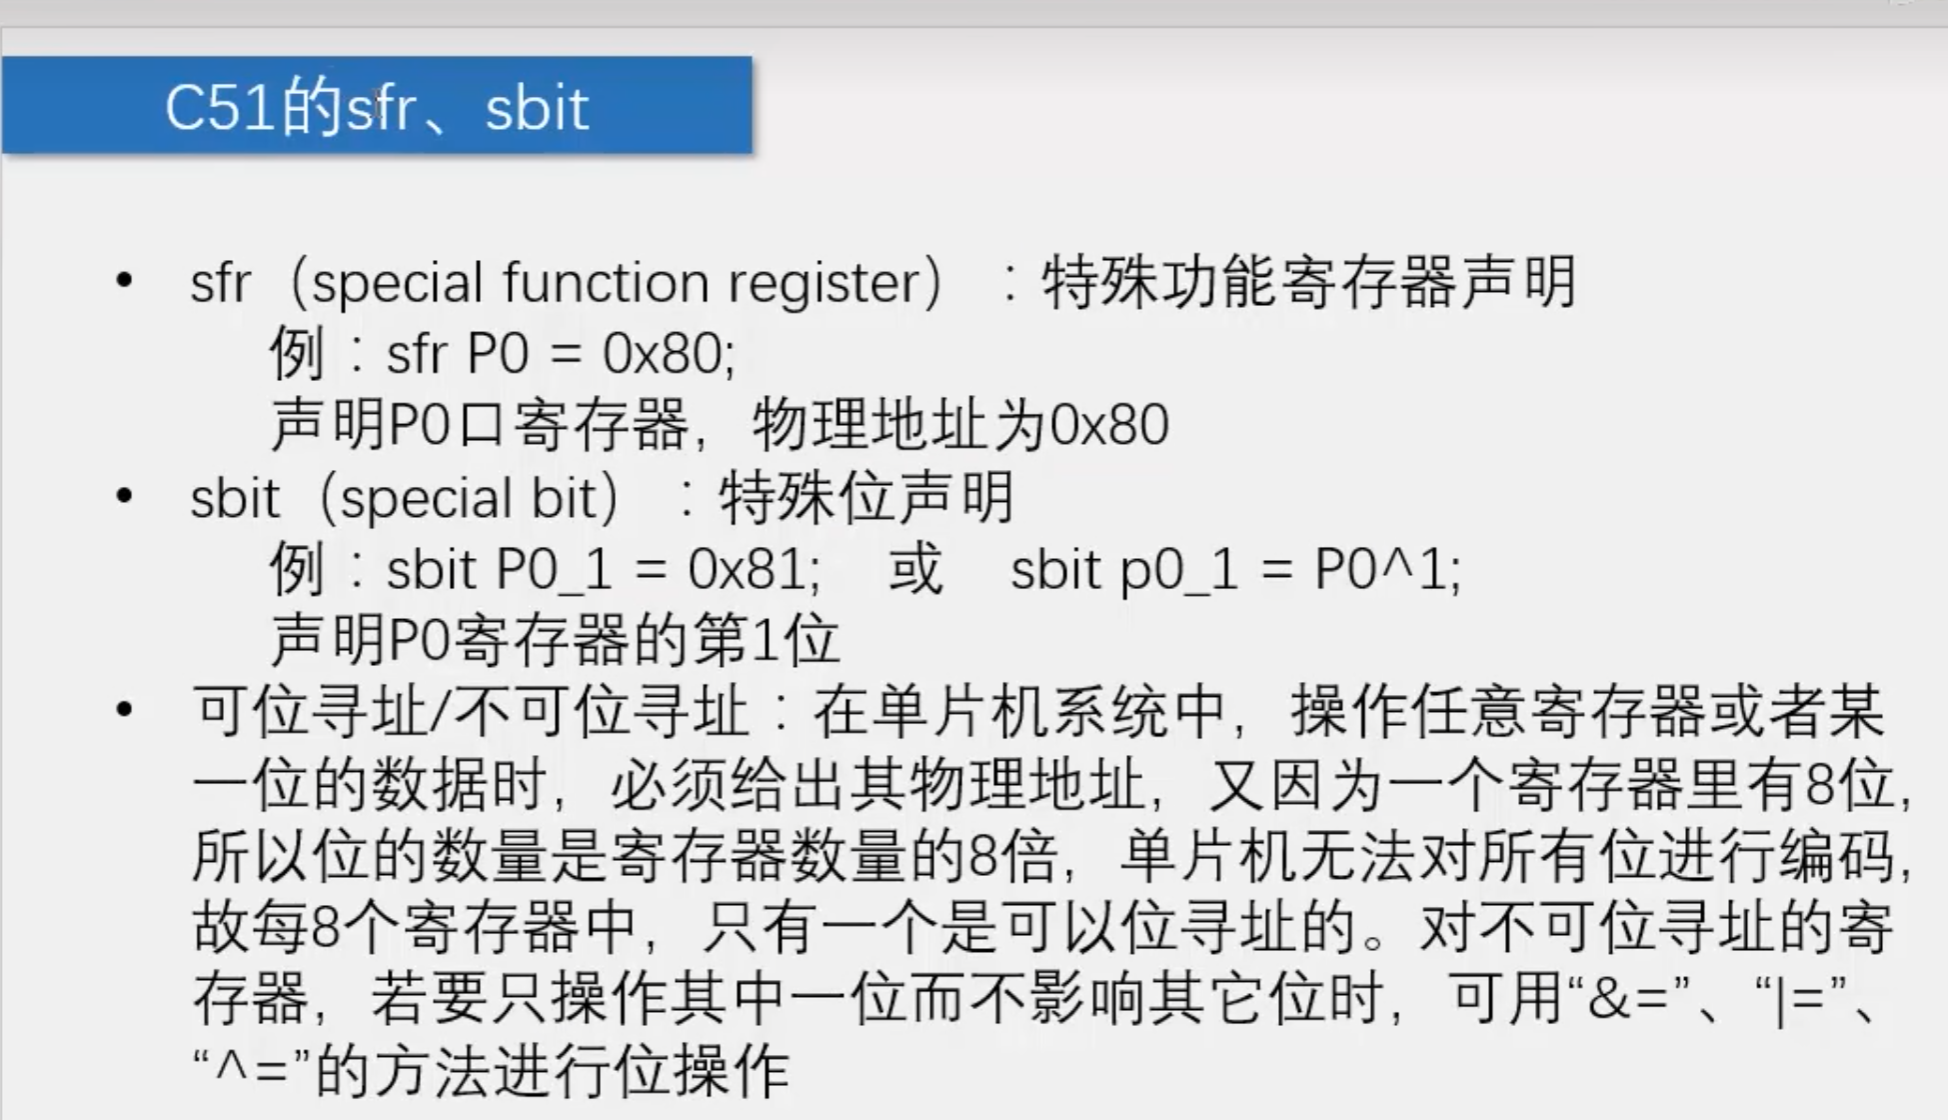 C51的sfr、sbit
• sfr（special function register）：特殊功能寄存器声明
例：sfr P0 = 0x80;
声明P0口寄存器，物理地址为0x80
• sbit（special bit）：特殊位声明
例：sbit P0_1 = 0x81; 或 sbit p0_1 = P0^1;
声明P0寄存器的第1位
• 可位寻址/不可位寻址：在单片机系统中，操作任意寄存器或者某
一位的数据时，必须给出其物理地址，又因为一个寄存器里有8位，
所以位的数量是寄存器数量的8倍，单片机无法对所有位进行编码，
故每8个寄存器中，只有一个是可以位寻址的。对不可位寻址的寄
存器，若要只操作其中一位而不影响其它位时，可用“&=”、“|=”、
“^=”的方法进行位操作